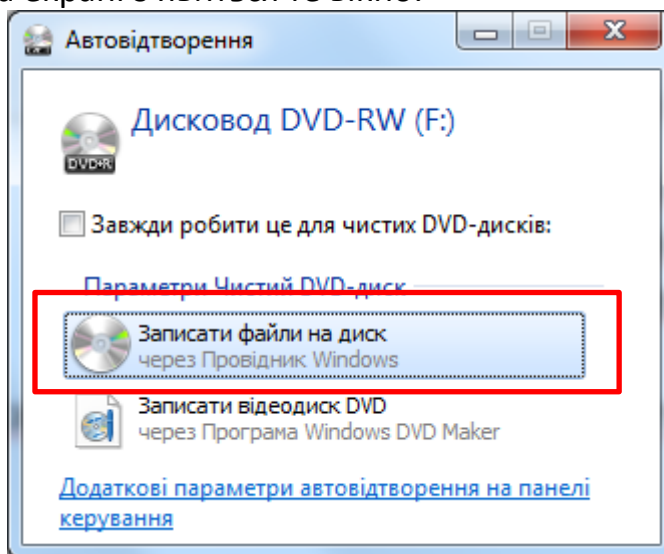 Автовідтворення
Дисковод DVD-RW (F:)
DVD+R
Завжди робити це для чистих DVD-дисків:
Параметри Чистий DVD-диск
Записати файли на диск
через Провідник Windows
Записати відеодиск DVD
через Програма Windows DVD Maker
Додаткові параметри автовідтворення на панелі
керування